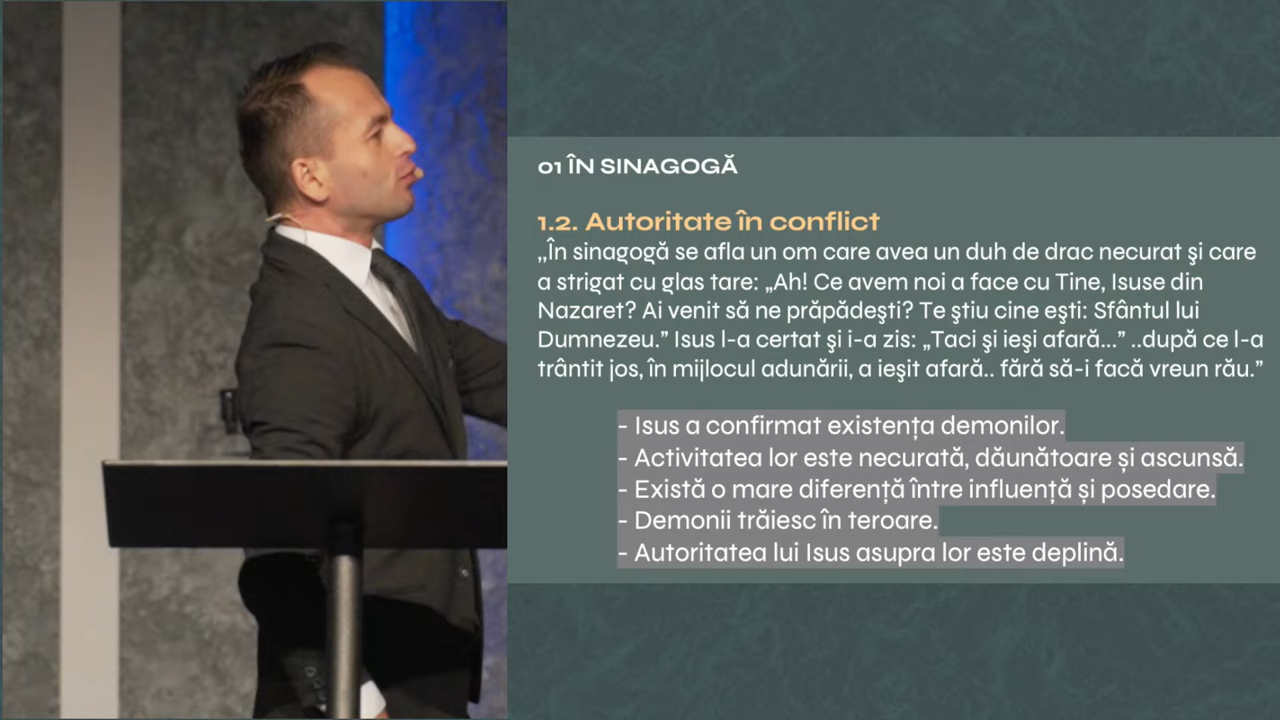 01 ÎN SINAGOGĂ
1.2. Autoritate în conflict
„În sinagogă se afla un om care avea un duh de drac necurat şi care
a strigat cu glas tare: „Ah! Ce avem noi a face cu Tine, Isuse din
Nazaret? Ai venit să ne prăpădeşti? Te ştiu cine eşti: Sfântul lui
Dumnezeu.” Isus l-a certat şi i-a zis: „Taci şi ieşi afară...” ..după ce l-a
trântit jos, în mijlocul adunării, a ieşit afară.. fără să-i facă vreun rău.”
- Isus a confirmat existența demonilor.
- Activitatea lor este necurată, dăunătoare și ascunsă.
- Există o mare diferență între influență și posedare.
- Demonii trăiesc în teroare.
- Autoritatea lui Isus asupra lor este deplină.